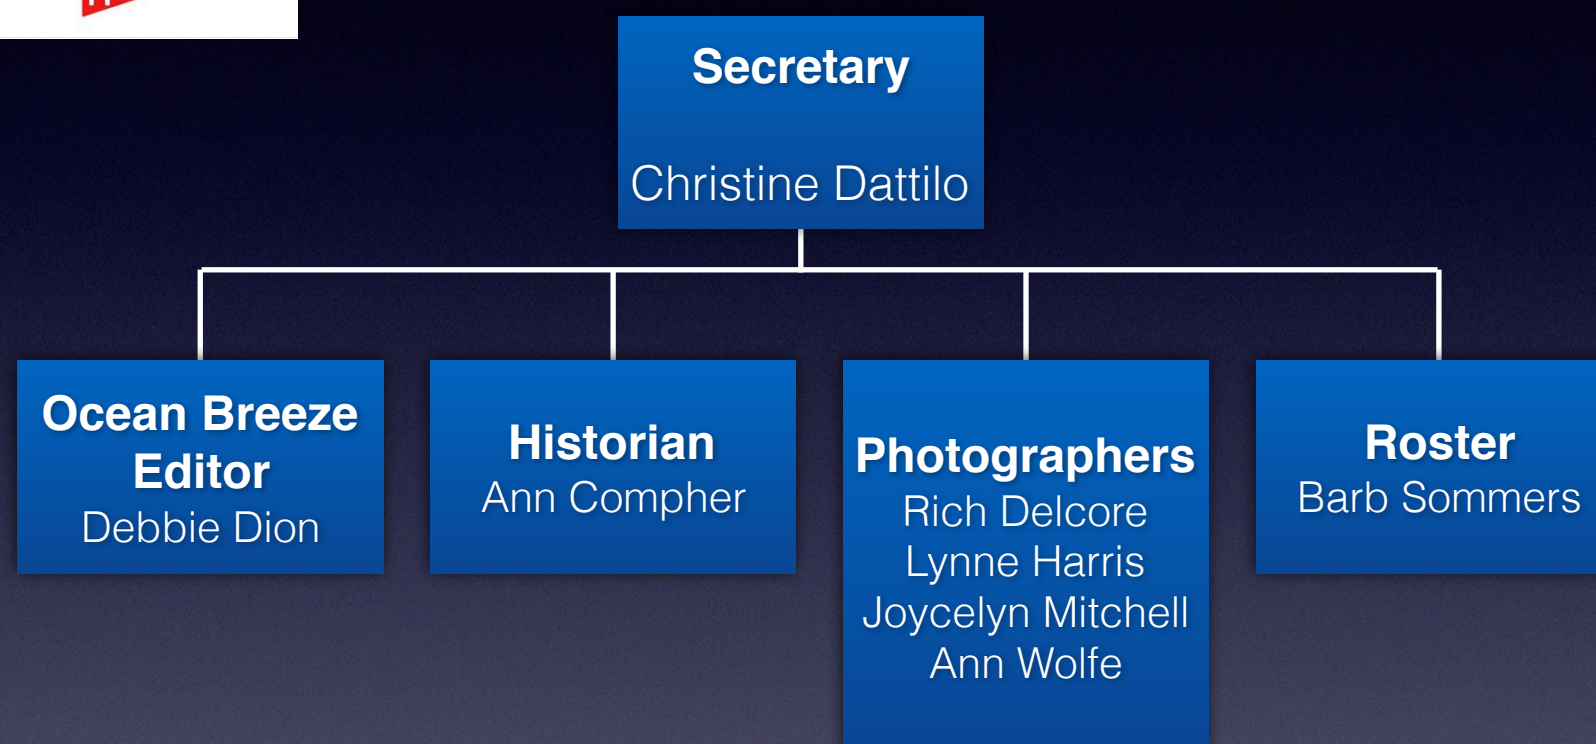 Secretary
Christine Dattilo
Ocean Breeze
Editor
Debbie Dion
Historian
Ann Compher
Photographers
Rich Delcore
Lynne Harris
Joycelyn Mitchell
Ann Wolfe
Roster
Barb Sommers